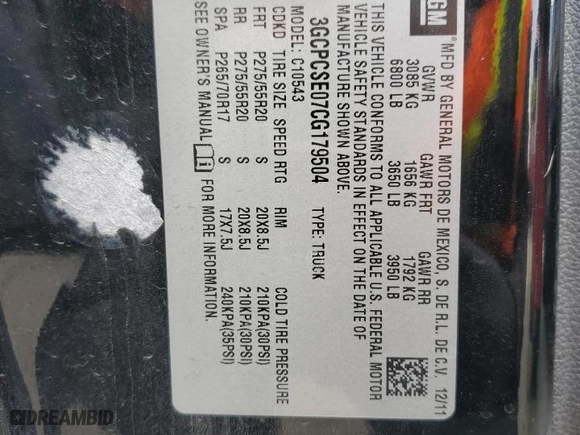 GM
MFD BY GENERAL MOTORS DE MEXICO, S. DE R.L. DE C.V. 12/11
GVWR GAWR FRT GAWR RR
3085 KG 1656 KG 1792 KG
6800 LB 3650 LB 3950 LB
THIS VEHICLE CONFORMS TO ALL APPLICABLE U.S. FEDERAL MOTOR
VEHICLE SAFETY STANDARDS IN EFFECT ON THE DATE OF
MANUFACTURE SHOWN ABOVE.
3GCPCSE07CG179504 TYPE: TRUCK
MODEL: C10543
CDKO TIRE SIZE SPEED RTG RIM COLD TIRE PRESSURE
FRT P275/55R20 S 20X8.5J 210KPA(30PSI)
RR P275/55R20 S 20X8.5J 210KPA(30PSI)
SPA P265/70R17 S 17X7.5J 240KPA(35PSI)
SEE OWNER'S MANUAL i FOR MORE INFORMATION.
DREAMBID